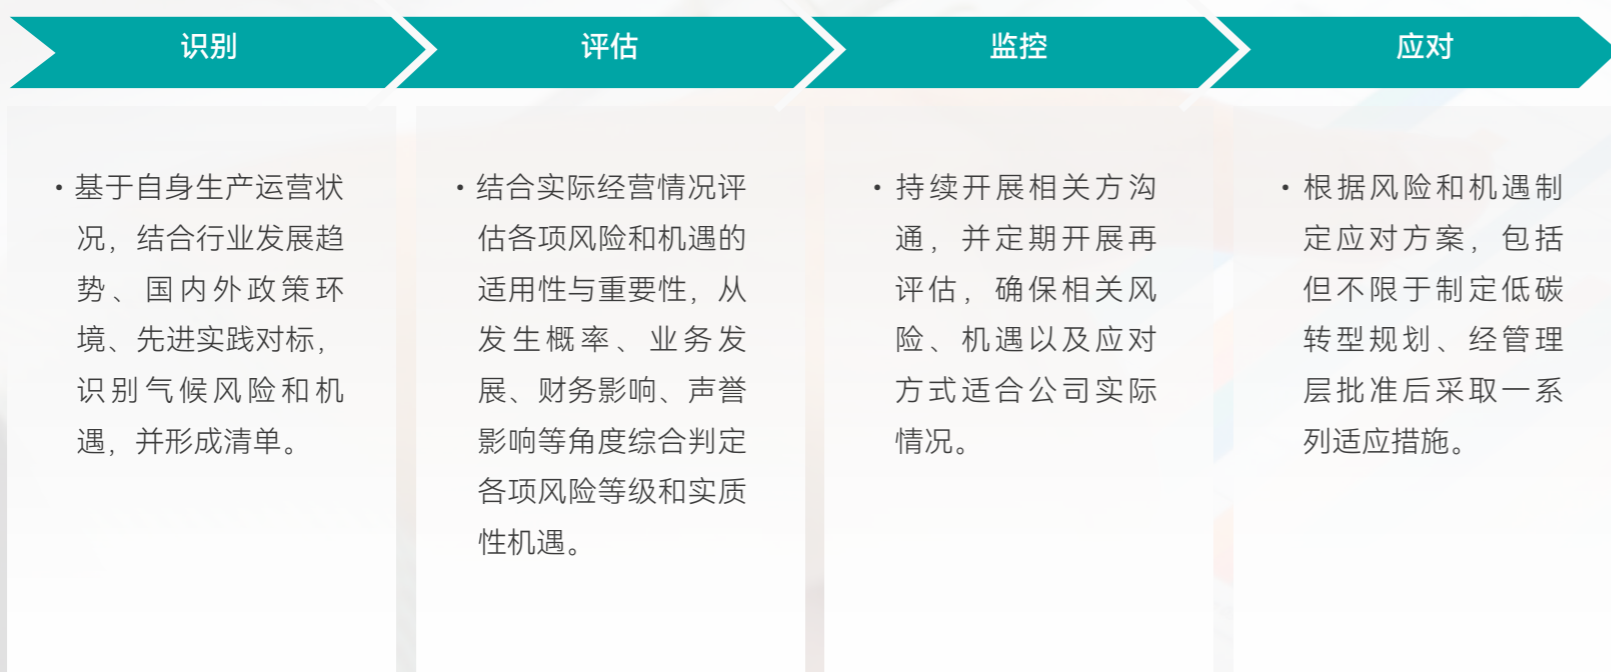 识别
评估
监控
应对
• 基于自身生产运营状
况，结合行业发展趋
势、国内外政策环
境、先进实践对标，
识别气候风险和机
遇，并形成清单。
• 结合实际经营情况评
估各项风险和机遇的
适用性与重要性，从
发生概率、业务发
展、财务影响、声誉
影响等角度综合判定
各项风险等级和实质
性机遇。
• 持续开展相关方沟
通，并定期开展再
评估，确保相关风
险、机遇以及应对
方式适合公司实际
情况。
• 根据风险和机遇制
定应对方案，包括
但不限于制定低碳
转型规划、经管理
层批准后采取一系
列适应措施。